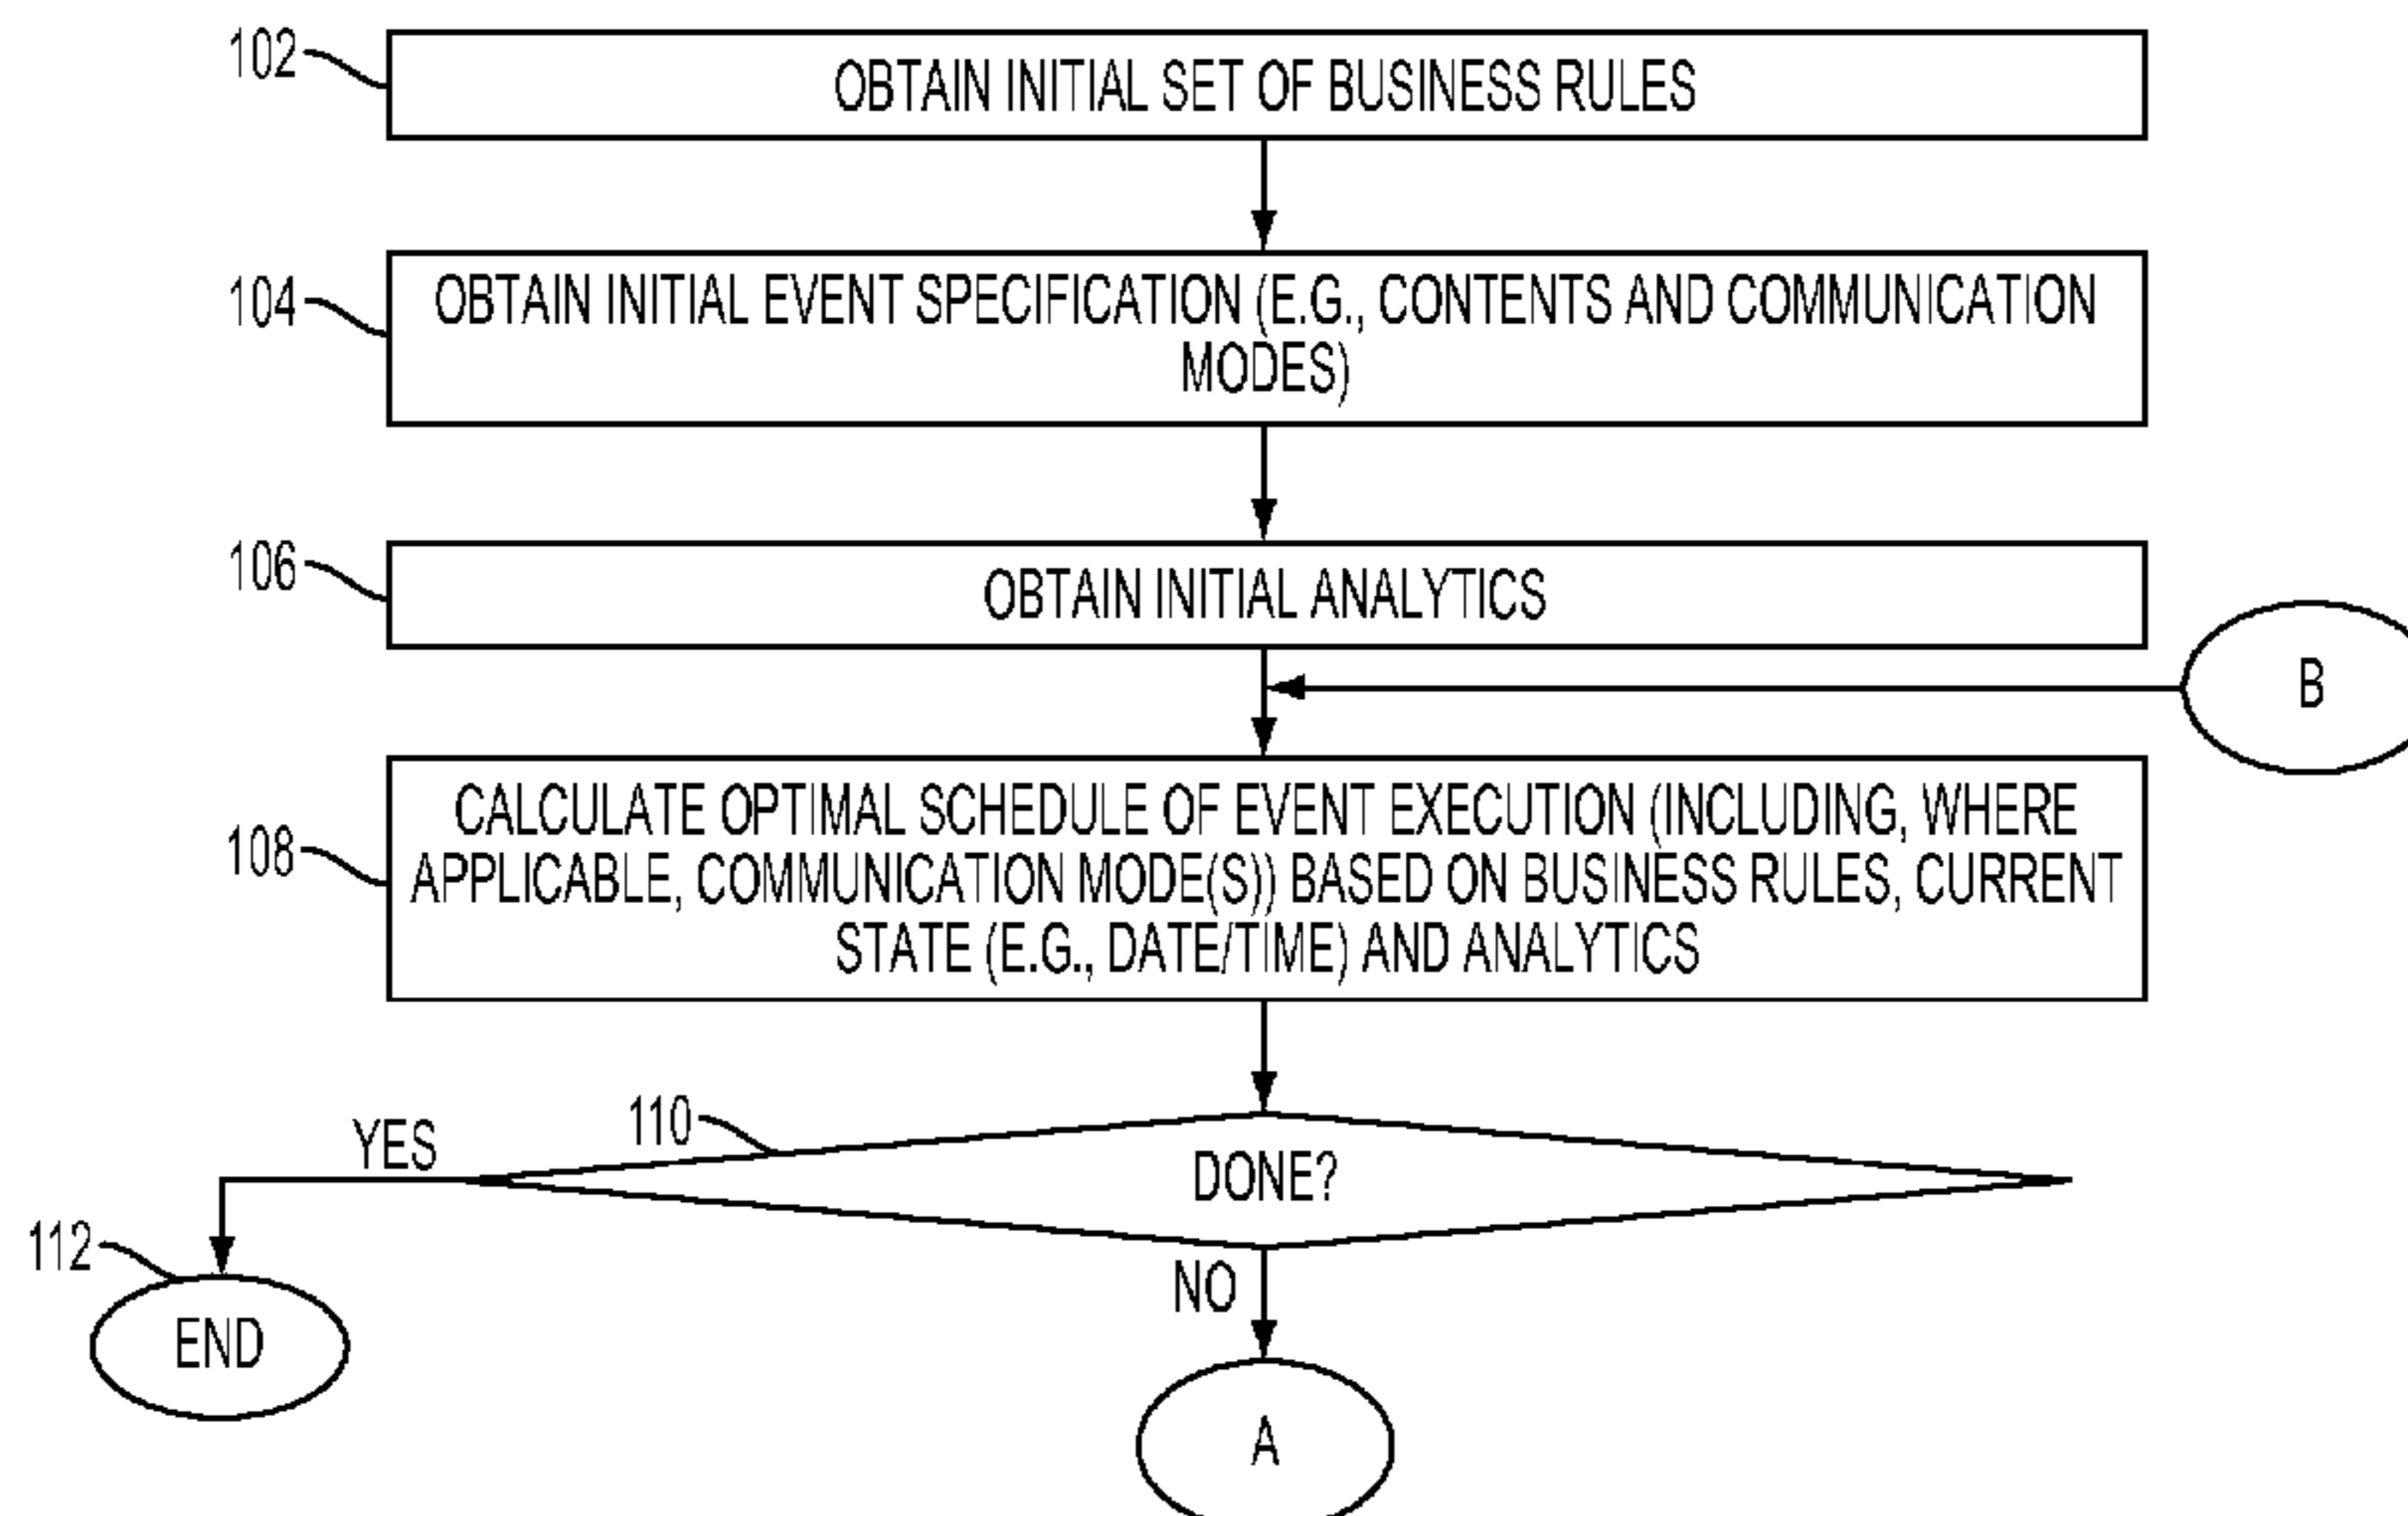 102
OBTAIN INITIAL SET OF BUSINESS RULES
104
OBTAIN INITIAL EVENT SPECIFICATION (E.G., CONTENTS AND COMMUNICATION
MODES)
106
OBTAIN INITIAL ANALYTICS
B
108
CALCULATE OPTIMAL SCHEDULE OF EVENT EXECUTION (INCLUDING, WHERE
APPLICABLE, COMMUNICATION MODE(S)) BASED ON BUSINESS RULES, CURRENT
STATE (E.G., DATE/TIME) AND ANALYTICS
110
YES
DONE?
112
END
NO
A